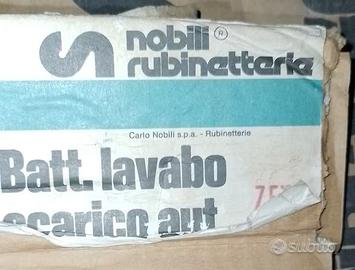 nobili ®
rubinetterie
Carlo Nobili s.p.a. - Rubinetterie
Batt. lavabo
scarico aut
subito